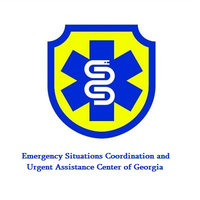 Emergency Situations Coordination and
Urgent Assistance Center of Georgia